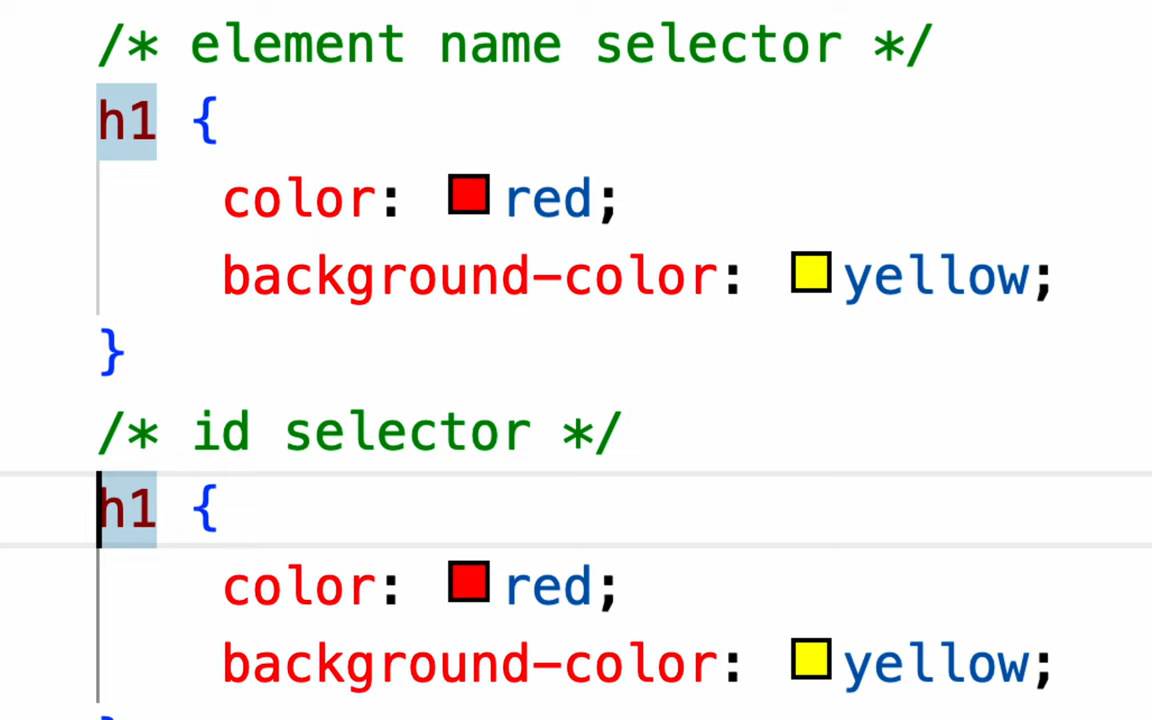 /* element name selector */
h1 {
color: red;
background-color: yellow;
}
/* id selector */
h1 {
color: red;
background-color: yellow;
}